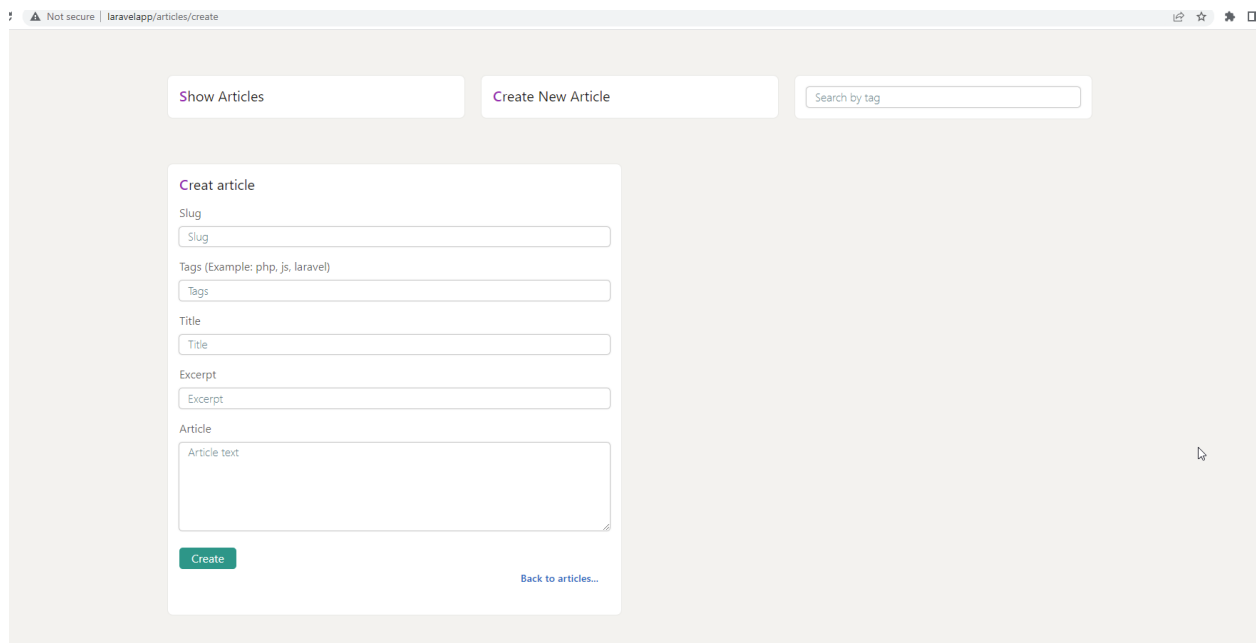 Not secure | laravelapp/articles/create
Show Articles
Create New Article
Search by tag
Creat article
Slug
Slug
Tags (Example: php, js, laravel)
Tags
Title
Title
Excerpt
Excerpt
Article
Article text
Create
Back to articles...